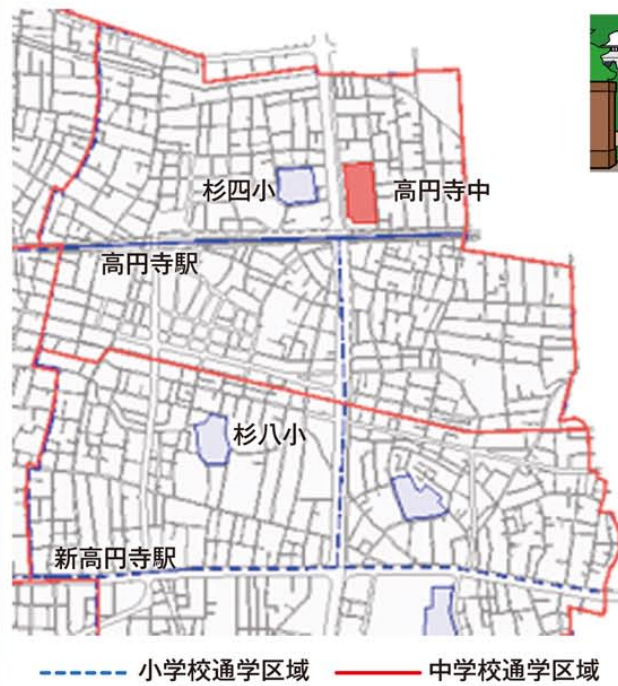 杉四小
高円寺中
高円寺駅
杉八小
新高円寺駅
小学校通学区域
中学校通学区域